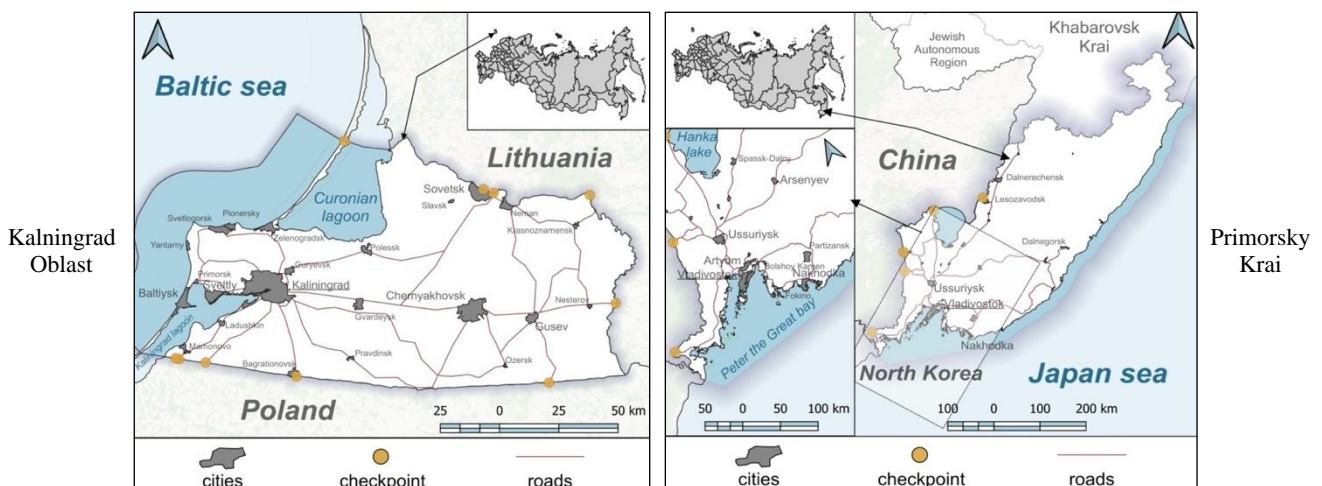 Kalningrad
Oblast
Baltic sea
Lithuania
Curonian
lagoon
Sovetsk
Slavsk
Neman
Krasnoznamensk
Svetlogorsk
Pionersky
Zelenogradsk
Yantarny
Polessk
Guryevsk
Primorsk
Svetly
Kaliningrad
Baltiysk
Chernyakhovsk
Nesterov
Gvardeysk
Gusev
Ladushkin
Kaliningrad lagoon
Mamonovo
Pravdinsk
Ozersk
Bagrationovsk
Poland
25 0 25 50 km
cities
checkpoint
roads
Jewish
Autonomous
Region
Khabarovsk
Krai
China
Hanka
lake
Spassk-Dalny
Arsenyev
Dalnerechensk
Lesozavodsk
Ussuriysk
Partizansk
Artyom
Bolshoy Kamen
Vladivostok
Nakhodka
Fokino
Peter the Great bay
Dalnegorsk
Ussuriysk
Vladivostok
Nakhodka
North Korea
Japan sea
50 0 50 100 km
100 0 100 200 km
cities
checkpoint
roads
Primorsky
Krai